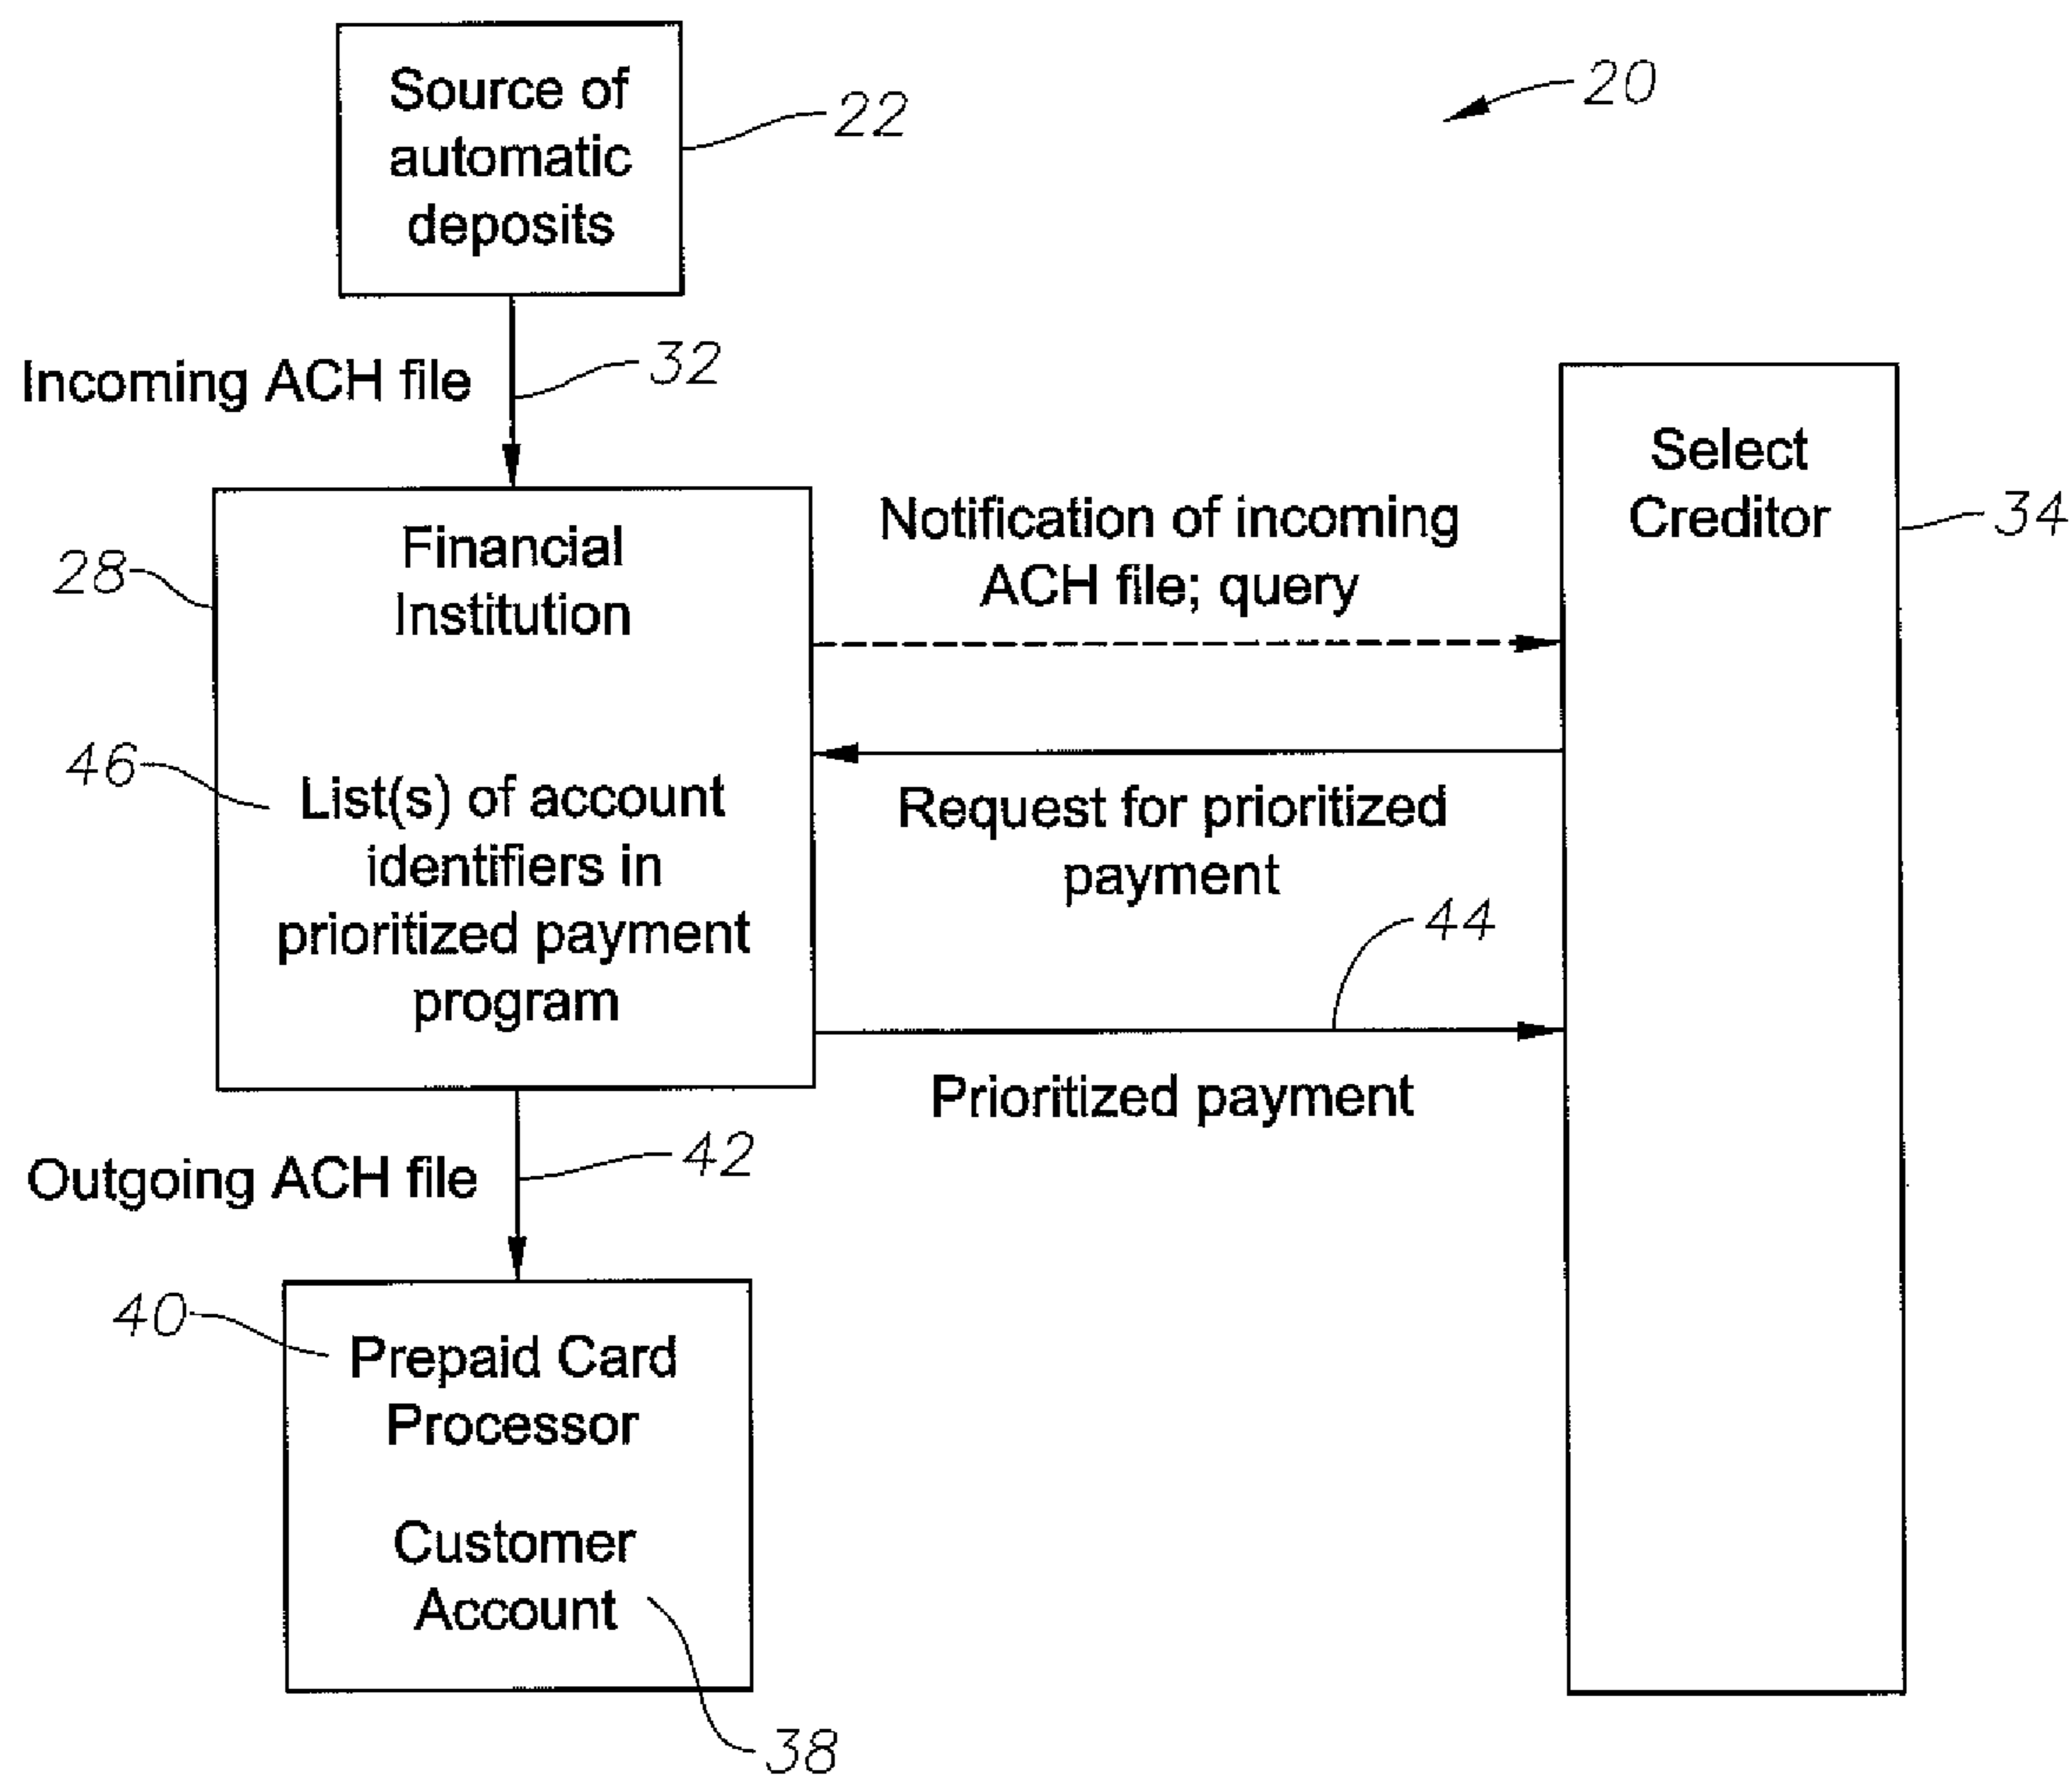 Source of
automatic
deposits
22
20
Incoming ACH file
32
Financial
Institution
28
46
List(s) of account
identifiers in
prioritized payment
program
Notification of incoming
ACH file; query
Request for prioritized
payment
44
Prioritized payment
Select
Creditor
34
Outgoing ACH file
42
40
Prepaid Card
Processor
Customer
Account
38